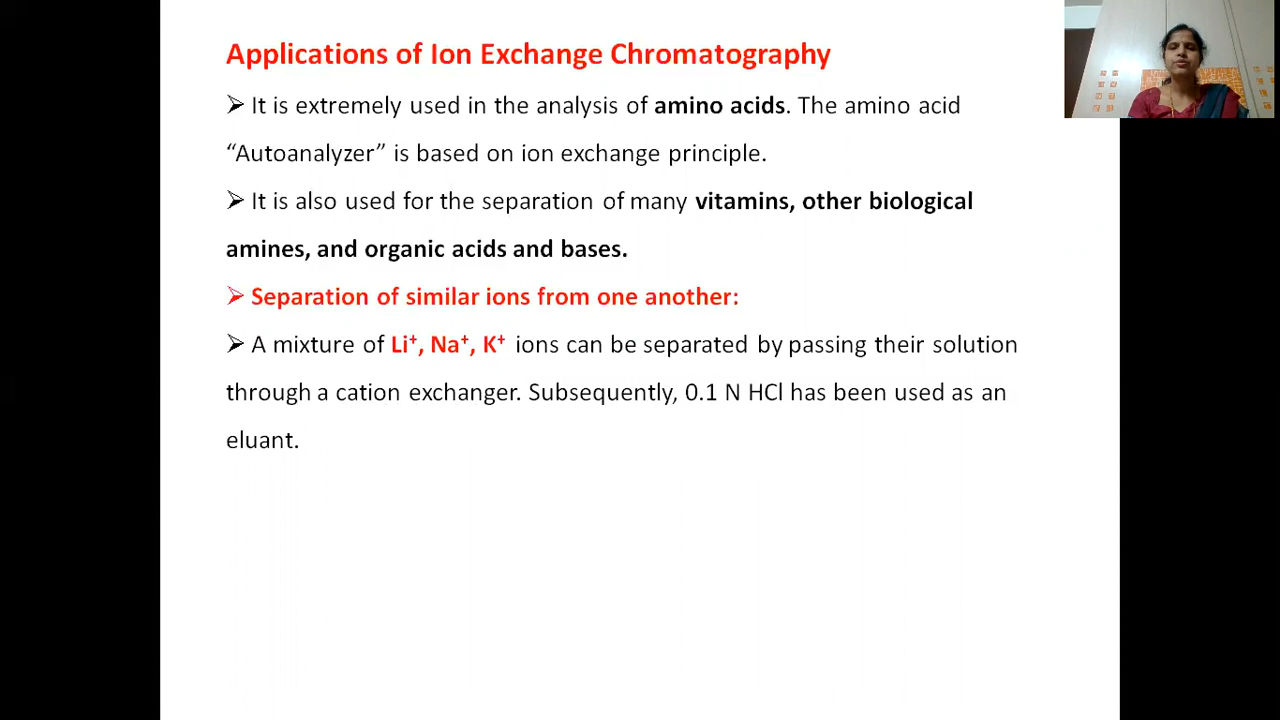 Applications of Ion Exchange Chromatography
➢ It is extremely used in the analysis of amino acids. The amino acid
“Autoanalyzer” is based on ion exchange principle.
➢ It is also used for the separation of many vitamins, other biological
amines, and organic acids and bases.
➢ Separation of similar ions from one another:
➢ A mixture of Li⁺, Na⁺, K⁺ ions can be separated by passing their solution
through a cation exchanger. Subsequently, 0.1 N HCl has been used as an
eluant.